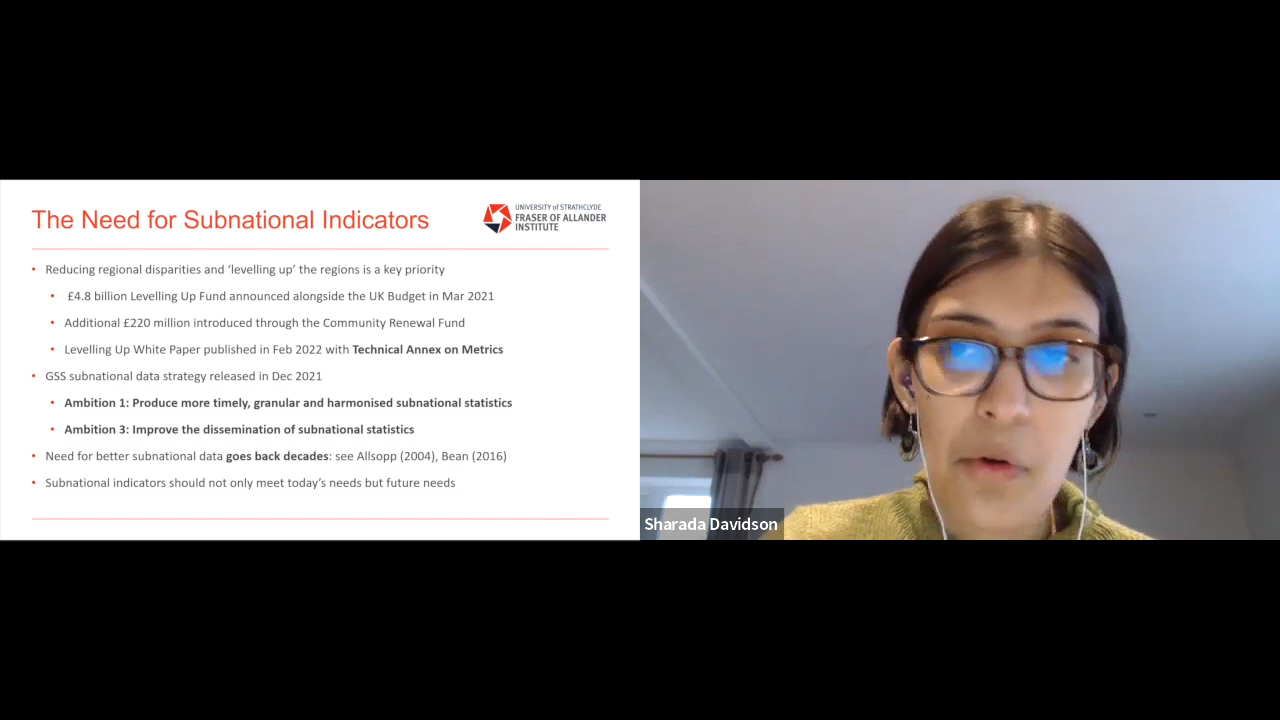 The Need for Subnational Indicators
UNIVERSITY of STRATHCLYDE
FRASER OF ALLANDER
INSTITUTE
• Reducing regional disparities and ‘levelling up’ the regions is a key priority
• £4.8 billion Levelling Up Fund announced alongside the UK Budget in Mar 2021
• Additional £220 million introduced through the Community Renewal Fund
• Levelling Up White Paper published in Feb 2022 with Technical Annex on Metrics
• GSS subnational data strategy released in Dec 2021
• Ambition 1: Produce more timely, granular and harmonised subnational statistics
• Ambition 3: Improve the dissemination of subnational statistics
• Need for better subnational data goes back decades: see Allsopp (2004), Bean (2016)
• Subnational indicators should not only meet today’s needs but future needs
Sharada Davidson